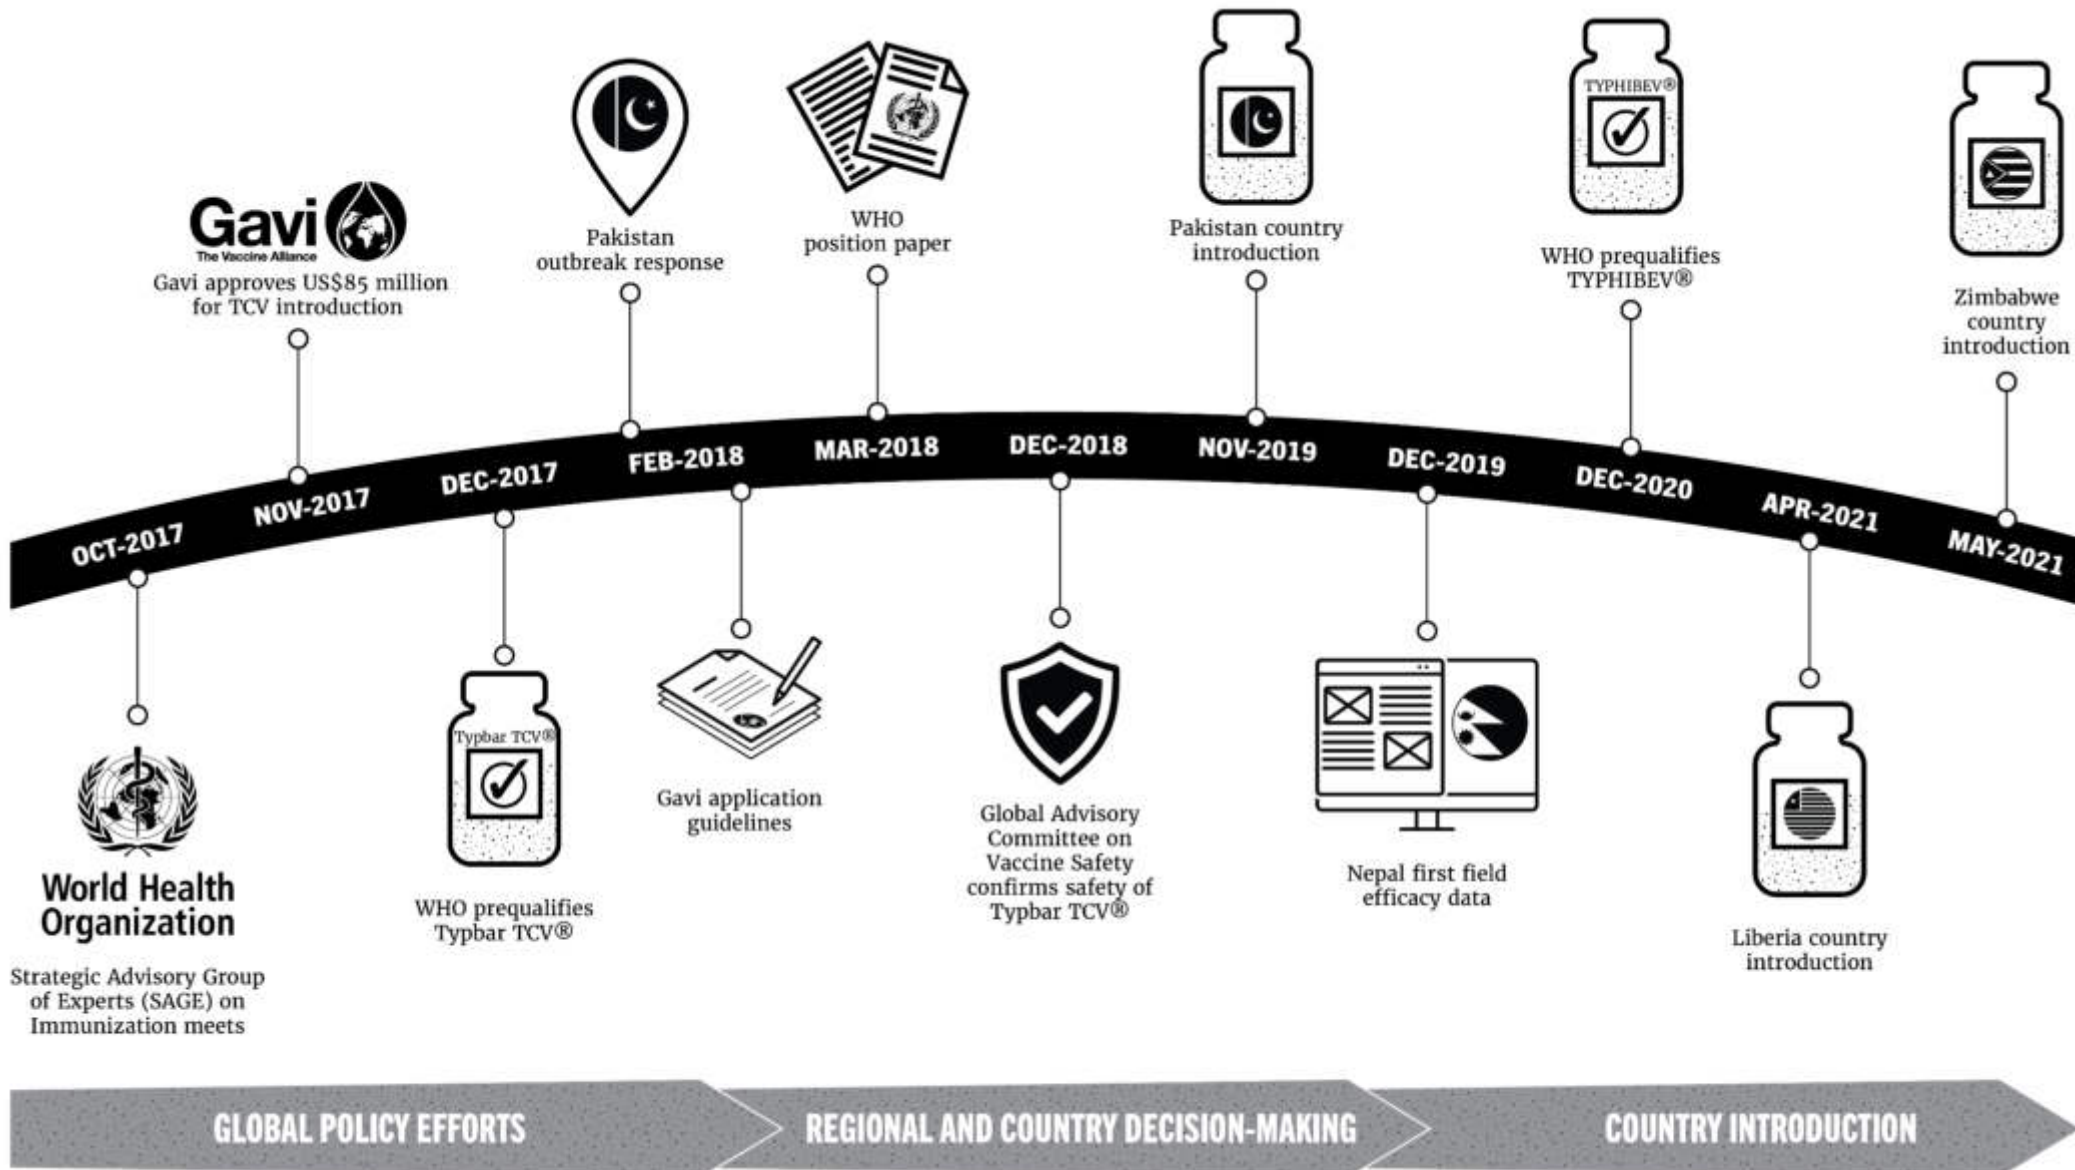 Gavi
The Vaccine Alliance
Gavi approves US$85 million
for TCV introduction
Pakistan
outbreak response
WHO
position paper
Pakistan country
introduction
TYPHIBEV®
WHO prequalifies
TYPHIBEV®
Zimbabwe
country
introduction
OCT-2017
NOV-2017
DEC-2017
FEB-2018
MAR-2018
DEC-2018
NOV-2019
DEC-2019
DEC-2020
APR-2021
MAY-2021
World Health
Organization
Strategic Advisory Group
of Experts (SAGE) on
Immunization meets
Typbar TCV®
WHO prequalifies
Typbar TCV®
Gavi application
guidelines
Global Advisory
Committee on
Vaccine Safety
confirms safety of
Typbar TCV®
Nepal first field
efficacy data
Liberia country
introduction
GLOBAL POLICY EFFORTS
REGIONAL AND COUNTRY DECISION-MAKING
COUNTRY INTRODUCTION